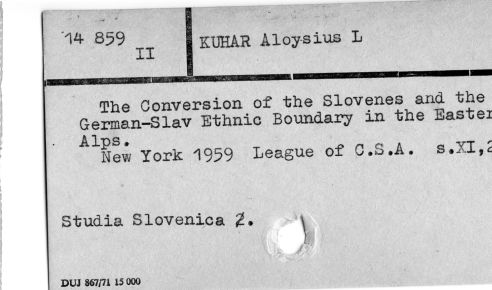 14 859
II
KUHAR Aloysius L
The Conversion of the Slovenes and the
German-Slav Ethnic Boundary in the Easter
Alps.
New York 1959 League of C.S.A. s.XI,2
Studia Slovenica 2.
DUJ 867/71 15 000